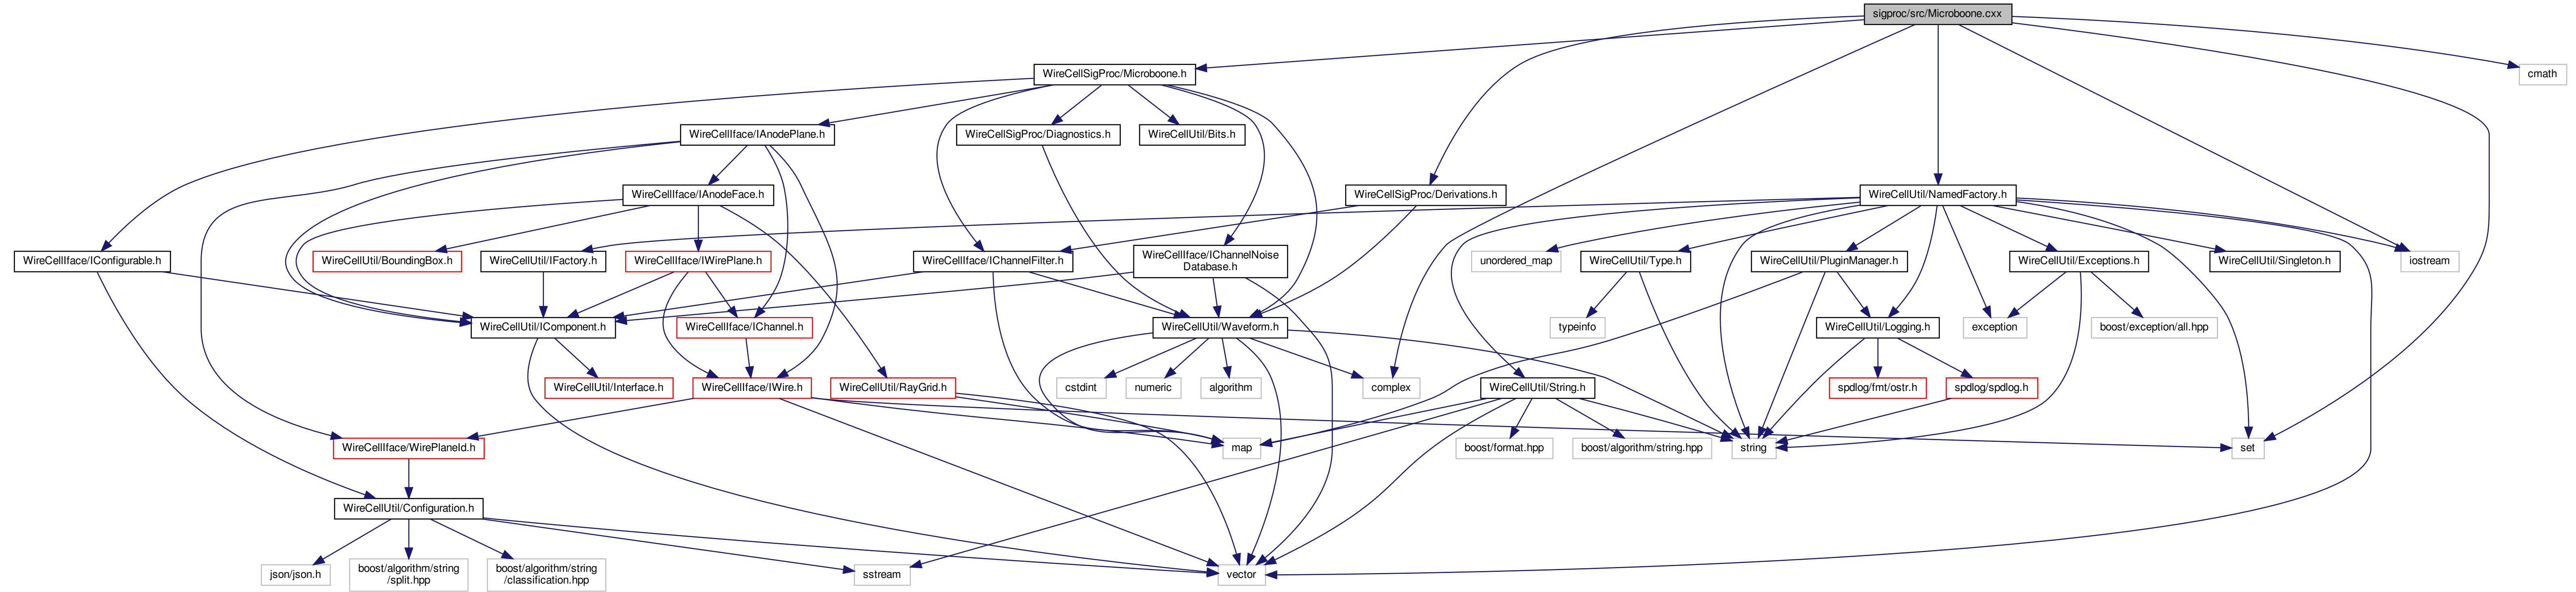 sigproc/src/Microboone.cxx
WireCellSigProc/Microboone.h
cmath
WireCellIface/IAnodePlane.h
WireCellSigProc/Diagnostics.h
WireCellUtil/Bits.h
WireCellIface/IAnodeFace.h
WireCellSigProc/Derivations.h
WireCellUtil/NamedFactory.h
WireCellIface/IConfigurable.h
WireCellUtil/BoundingBox.h
WireCellUtil/IFactory.h
WireCellIface/IWirePlane.h
WireCellIface/IChannelFilter.h
WireCellIface/IChannelNoise
Database.h
unordered_map
WireCellUtil/Type.h
WireCellUtil/PluginManager.h
WireCellUtil/Exceptions.h
WireCellUtil/Singleton.h
iostream
WireCellUtil/IComponent.h
WireCellIface/IChannel.h
WireCellUtil/Waveform.h
typeinfo
WireCellUtil/Logging.h
exception
boost/exception/all.hpp
WireCellUtil/Interface.h
WireCellIface/IWire.h
WireCellUtil/RayGrid.h
cstdint
numeric
algorithm
complex
WireCellUtil/String.h
spdlog/fmt/ostr.h
spdlog/spdlog.h
WireCellIface/WirePlaneId.h
map
boost/format.hpp
boost/algorithm/string.hpp
string
set
WireCellUtil/Configuration.h
json/json.h
boost/algorithm/string
/split.hpp
boost/algorithm/string
/classification.hpp
sstream
vector